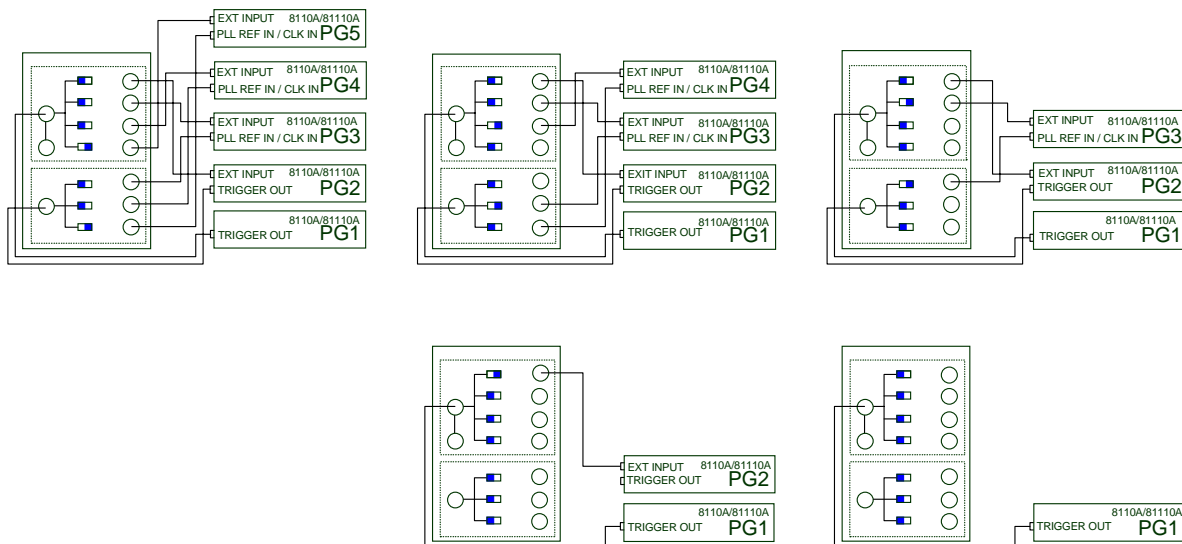 EXT INPUT 8110A/81110A
PLL REF IN / CLK IN PG5
EXT INPUT 8110A/81110A
PLL REF IN / CLK IN PG4
EXT INPUT 8110A/81110A
PLL REF IN / CLK IN PG3
EXT INPUT 8110A/81110A
TRIGGER OUT PG2
8110A/81110A
TRIGGER OUT PG1
EXT INPUT 8110A/81110A
PLL REF IN / CLK IN PG4
EXT INPUT 8110A/81110A
PLL REF IN / CLK IN PG3
EXIT INPUT 8110A/81110A
TRIGGER OUT PG2
8110A/81110A
TRIGGER OUT PG1
EXT INPUT 8110A/81110A
PLL REF IN / CLK IN PG3
EXT INPUT 8110A/81110A
TRIGGER OUT PG2
8110A/81110A
TRIGGER OUT PG1
EXT INPUT 8110A/81110A
TRIGGER OUT PG2
8110A/81110A
TRIGGER OUT PG1
8110A/81110A
TRIGGER OUT PG1